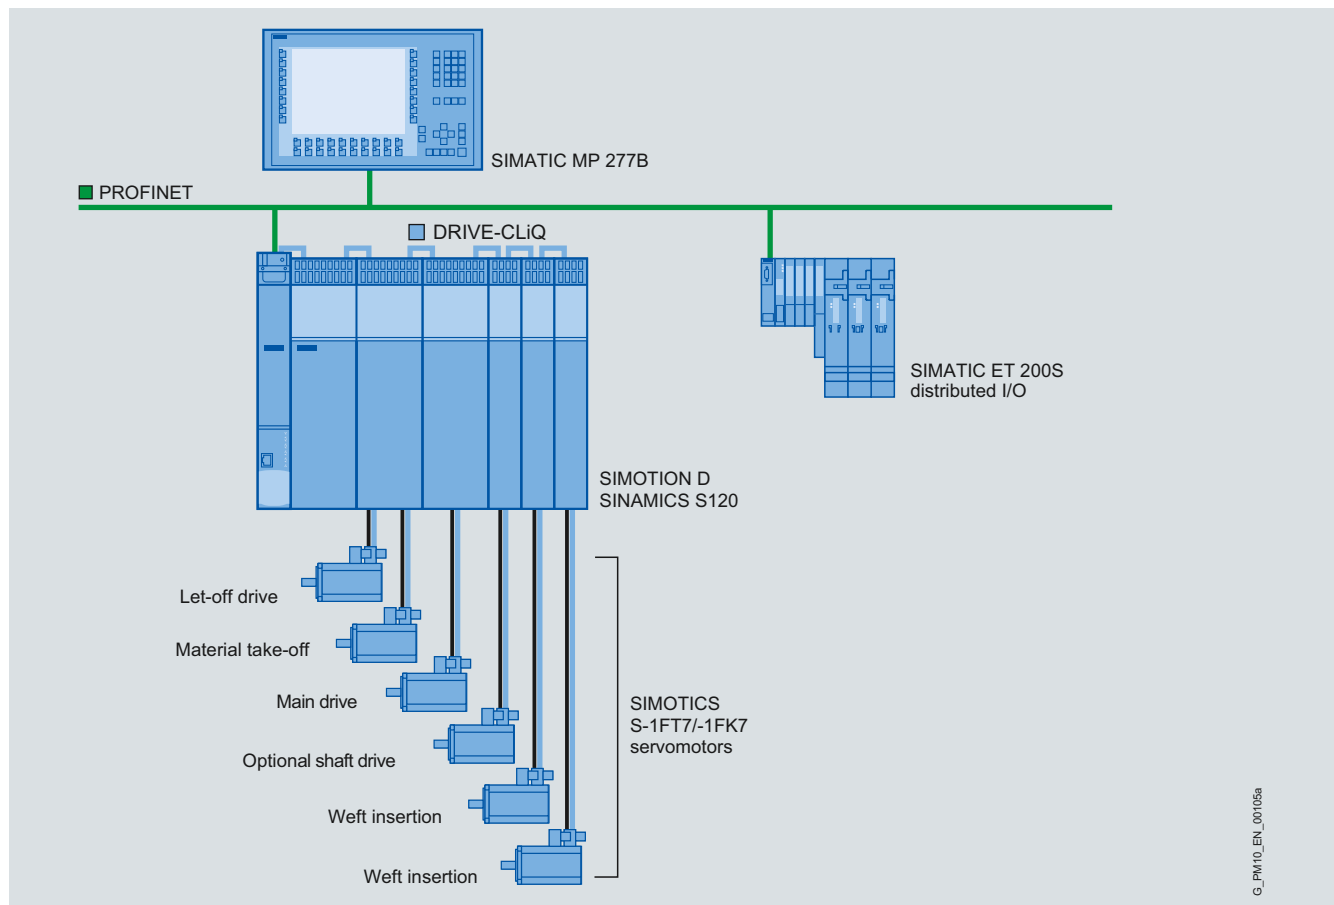 SIMATIC MP 277B
PROFINET
DRIVE-CLiQ
SIMATIC ET 200S
distributed I/O
SIMOTION D
SINAMICS S120
Let-off drive
Material take-off
Main drive
Optional shaft drive
Weft insertion
Weft insertion
SIMOTICS
S-1FT7/-1FK7
servomotors
G_PM10_EN_00105a